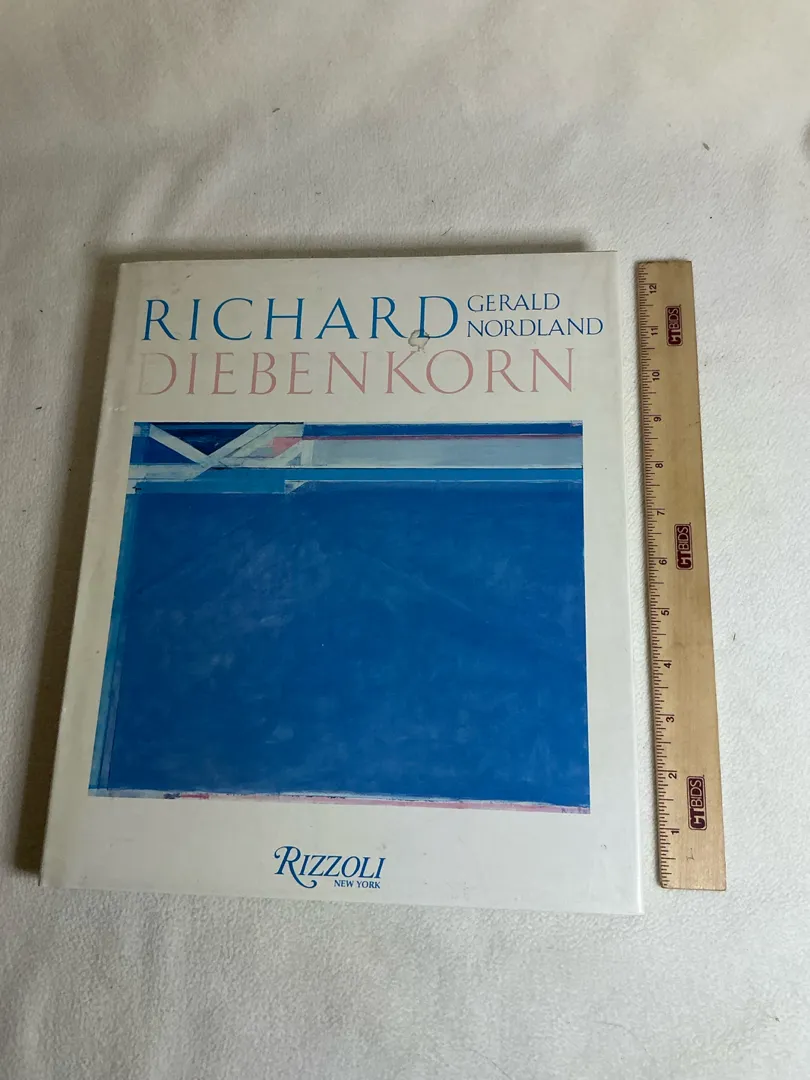 RICHARD
GERALD
NORDLAND
DIEBENKORN
RIZZOLI
NEW YORK
12
11
CTBIDS
10
9
8
7
CTBIDS
6
5
4
3
2
CTBIDS
1